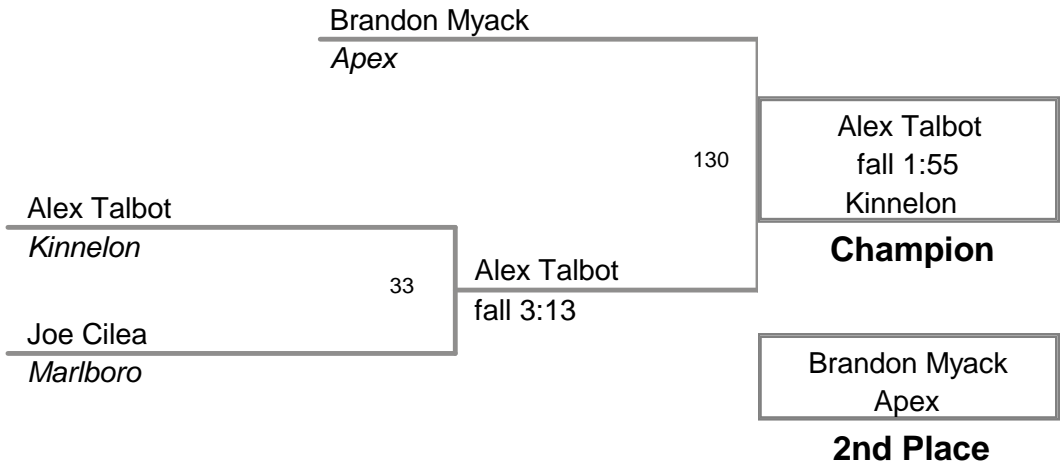 Brandon Myack
Apex
130
Alex Talbot
fall 1:55
Kinnelon
Champion
Alex Talbot
Kinnelon
33
Alex Talbot
fall 3:13
Joe Cilea
Marlboro
Brandon Myack
Apex
2nd Place